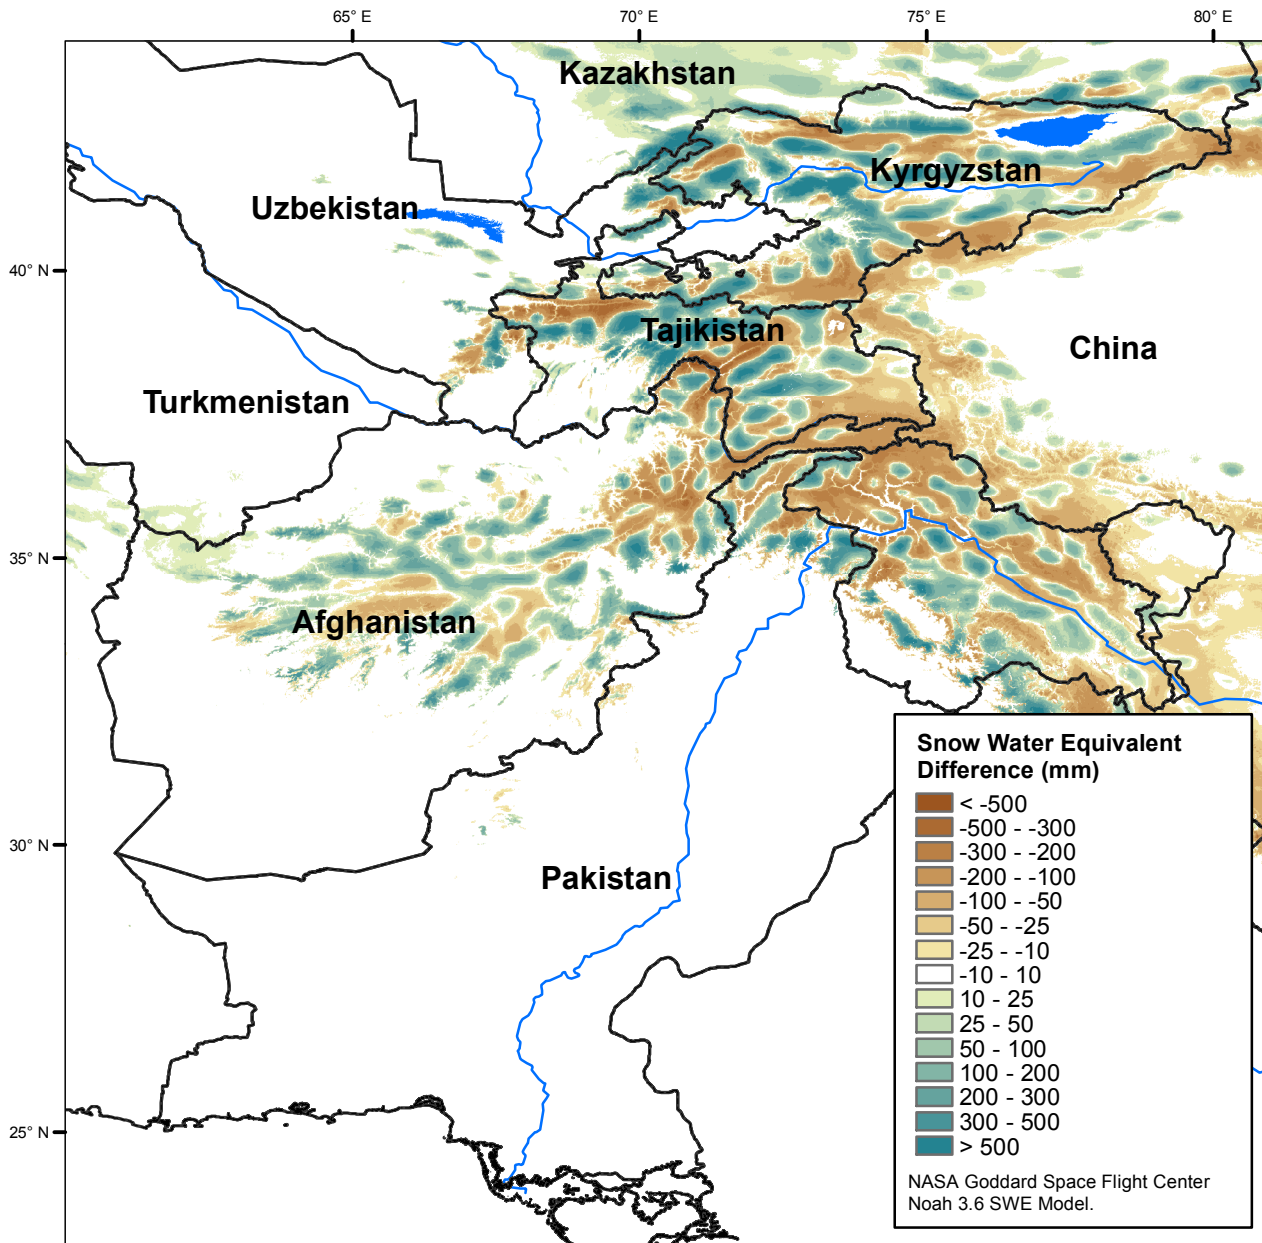 65° E
70° E
75° E
80° E
Kazakhstan
Kyrgyzstan
Uzbekistan
40° N
Tajikistan
China
Turkmenistan
35° N
Afghanistan
30° N
Pakistan
25° N
Snow Water Equivalent
Difference (mm)
< -500
-500 - -300
-300 - -200
-200 - -100
-100 - -50
-50 - -25
-25 - -10
-10 - 10
10 - 25
25 - 50
50 - 100
100 - 200
200 - 300
300 - 500
> 500
NASA Goddard Space Flight Center
Noah 3.6 SWE Model.